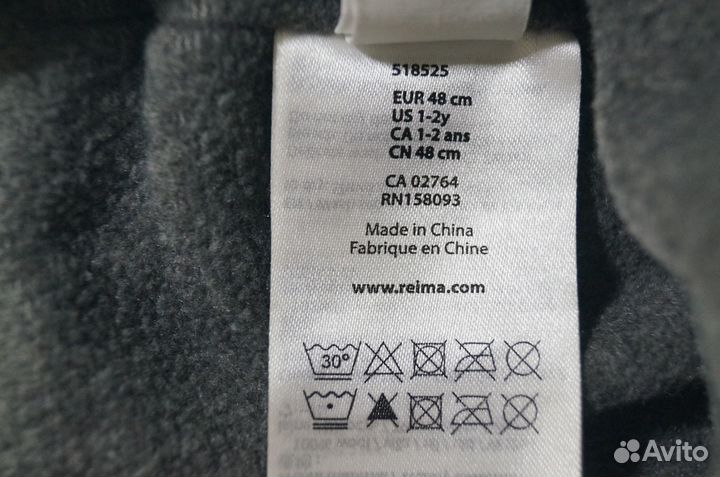 518525
EUR 48 cm
US 1-2y
CA 1-2 ans
CN 48 cm
CA 02764
RN158093
Made in China
Fabrique en Chine
www.reima.com
30°
Avito